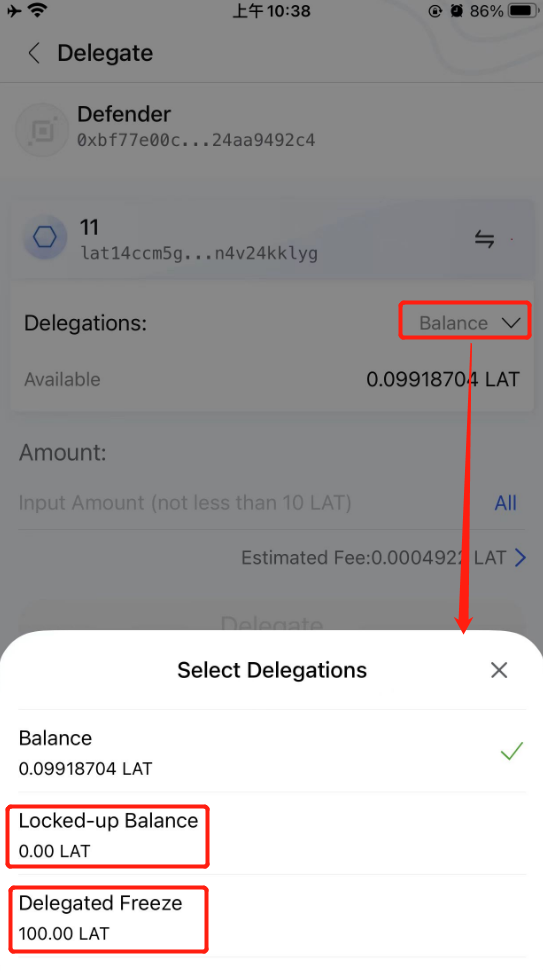 上午 10:38
86%
Delegate
Defender
0xbf77e00c...24aa9492c4
11
lat14ccm5g...n4v24kklyg
Delegations:
Balance
Available
0.09918704 LAT
Amount:
Input Amount (not less than 10 LAT)
All
Estimated Fee:0.0004922 LAT
Delegate
Select Delegations
Balance
0.09918704 LAT
Locked-up Balance
0.00 LAT
Delegated Freeze
100.00 LAT